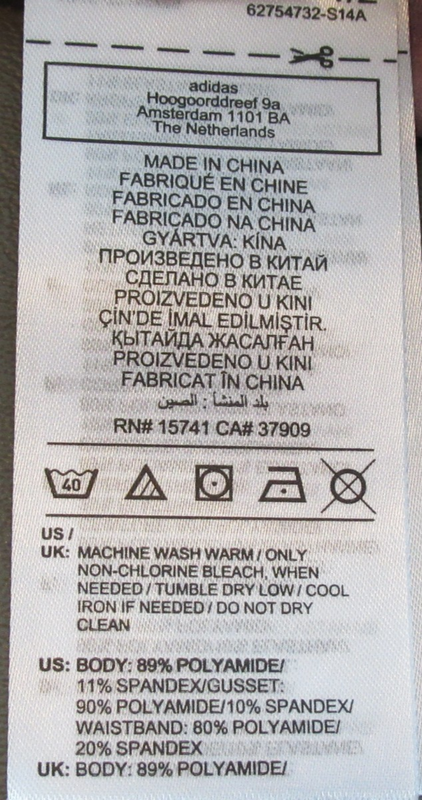 62754732-S14A
adidas
Hoogoorddreef 9a
Amsterdam 1101 BA
The Netherlands
MADE IN CHINA
FABRIQUÉ EN CHINE
FABRICADO EN CHINA
FABRICADO NA CHINA
GYÁRTVA: KÍNA
ПРОИЗВЕДЕНО В КИТАЙ
СДЕЛАНО В КИТАЕ
PROIZVEDENO U KINI
ÇİN'DE İMAL EDİLMİŞTİR.
ҚЫТАЙДА ЖАСАЛҒАН
PROIZVEDENO U KINI
FABRICAT ÎN CHINA
بلد المنشأ : الصين
RN# 15741 CA# 37909
40
US /
UK: MACHINE WASH WARM / ONLY
NON-CHLORINE BLEACH, WHEN
NEEDED / TUMBLE DRY LOW / COOL
IRON IF NEEDED / DO NOT DRY
CLEAN
US: BODY: 89% POLYAMIDE/
11% SPANDEX/GUSSET:
90% POLYAMIDE/10% SPANDEX/
WAISTBAND: 80% POLYAMIDE/
20% SPANDEX
UK: BODY: 89% POLYAMIDE/